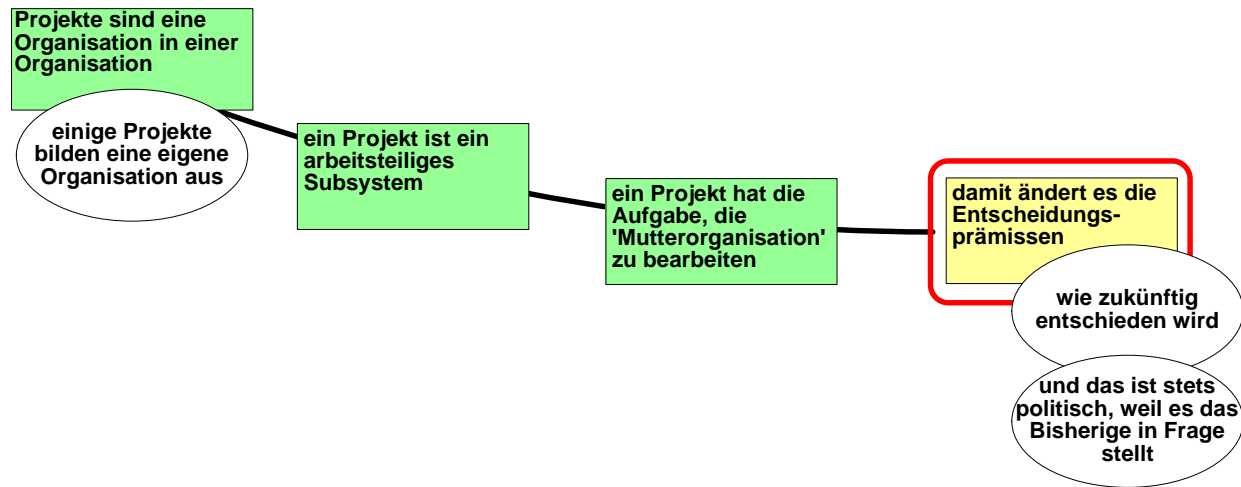 Projekte sind eine
Organisation in einer
Organisation
einige Projekte
bilden eine eigene
Organisation aus
ein Projekt ist ein
arbeitsteiliges
Subsystem
ein Projekt hat die
Aufgabe, die
'Mutterorganisation'
zu bearbeiten
damit ändert es die
Entscheidungs-
prämissen
wie zukünftig
entschieden wird
und das ist stets
politisch, weil es das
Bisherige in Frage
stellt